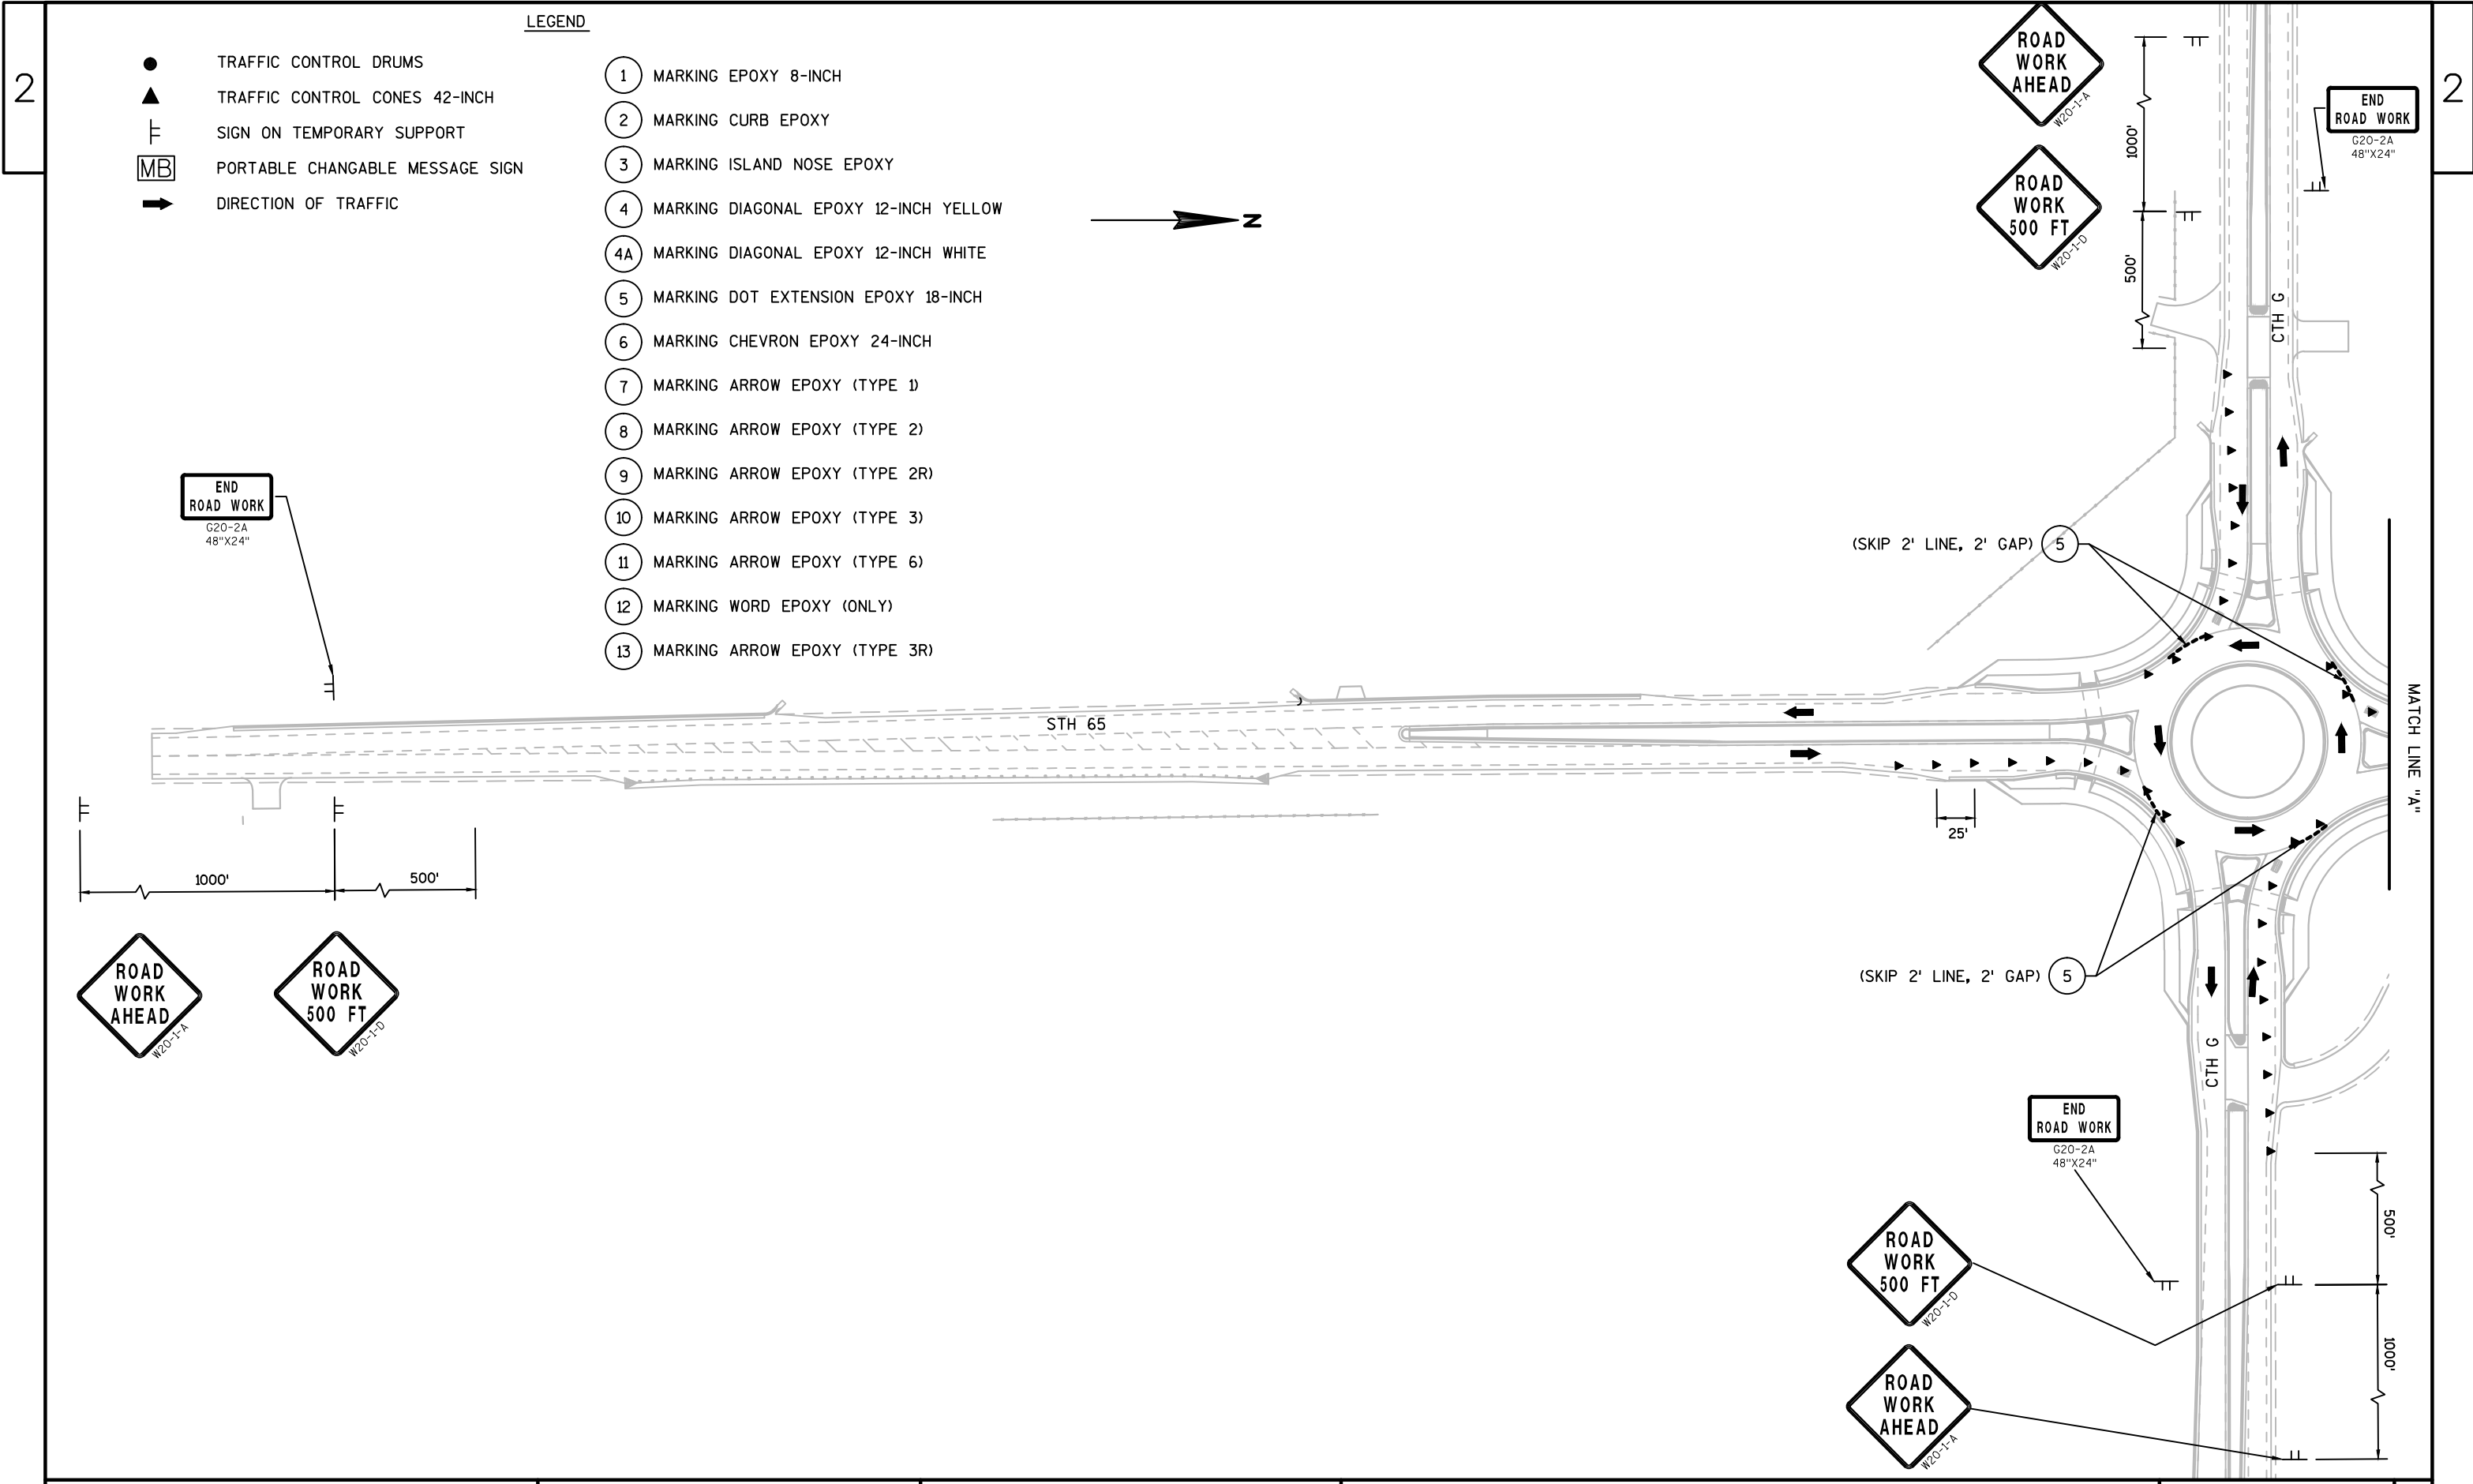 2
LEGEND
TRAFFIC CONTROL DRUMS
TRAFFIC CONTROL CONES 42-INCH
SIGN ON TEMPORARY SUPPORT
MB PORTABLE CHANGABLE MESSAGE SIGN
DIRECTION OF TRAFFIC
1 MARKING EPOXY 8-INCH
2 MARKING CURB EPOXY
3 MARKING ISLAND NOSE EPOXY
4 MARKING DIAGONAL EPOXY 12-INCH YELLOW
4A MARKING DIAGONAL EPOXY 12-INCH WHITE
5 MARKING DOT EXTENSION EPOXY 18-INCH
6 MARKING CHEVRON EPOXY 24-INCH
7 MARKING ARROW EPOXY (TYPE 1)
8 MARKING ARROW EPOXY (TYPE 2)
9 MARKING ARROW EPOXY (TYPE 2R)
10 MARKING ARROW EPOXY (TYPE 3)
11 MARKING ARROW EPOXY (TYPE 6)
12 MARKING WORD EPOXY (ONLY)
13 MARKING ARROW EPOXY (TYPE 3R)
N
ROAD
WORK
AHEAD
W20-1-A
1000'
ROAD
WORK
500 FT
W20-1-D
500'
END
ROAD WORK
G20-2A
48"X24"
2
CTH G
(SKIP 2' LINE, 2' GAP) 5
MATCH LINE "A"
END
ROAD WORK
G20-2A
48"X24"
STH 65
25'
1000'
500'
ROAD
WORK
AHEAD
W20-1-A
ROAD
WORK
500 FT
W20-1-D
(SKIP 2' LINE, 2' GAP) 5
CTH G
END
ROAD WORK
G20-2A
48"X24"
500'
ROAD
WORK
500 FT
W20-1-D
1000'
ROAD
WORK
AHEAD
W20-1-A